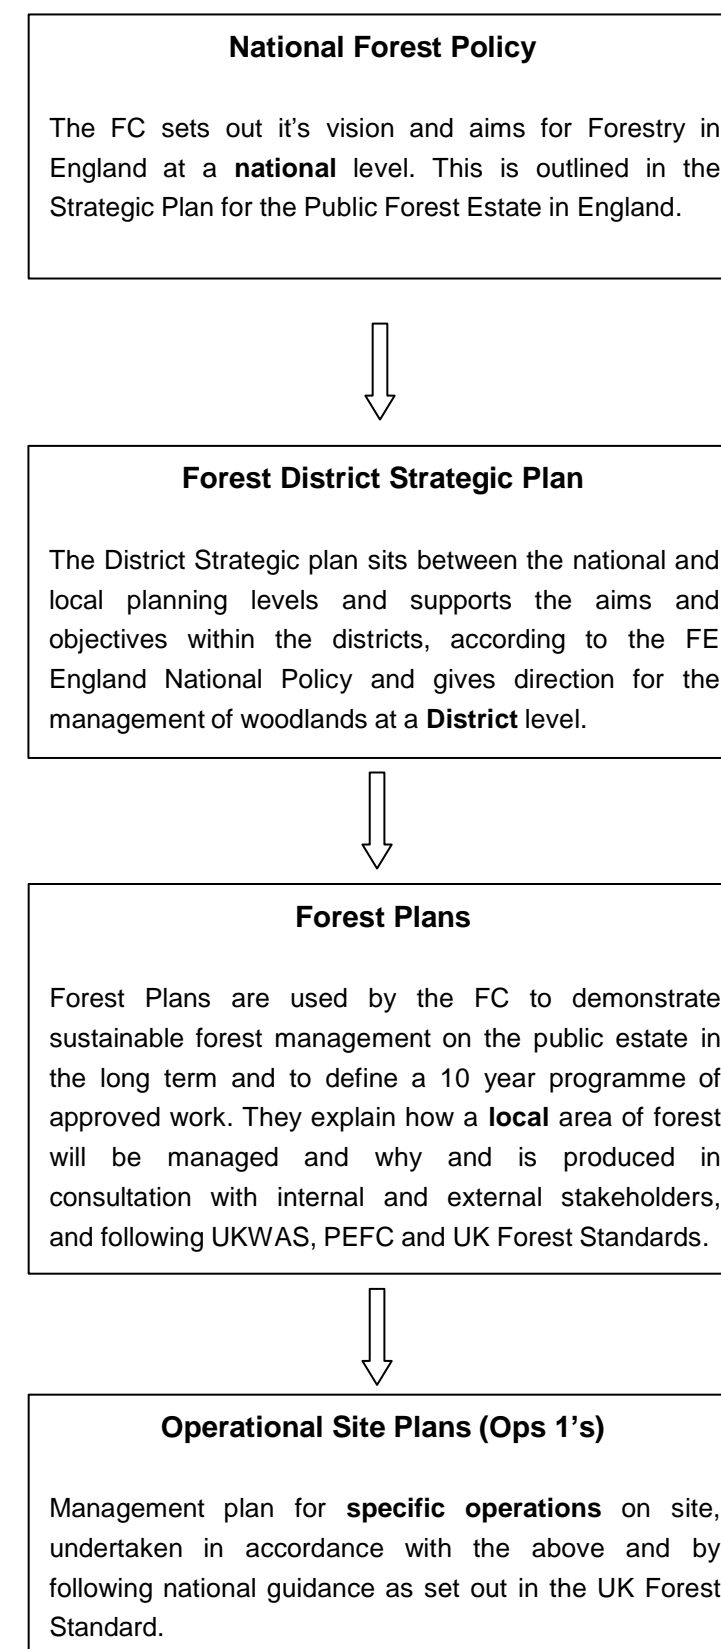 National Forest Policy
The FC sets out it’s vision and aims for Forestry in
England at a national level. This is outlined in the
Strategic Plan for the Public Forest Estate in England.
Forest District Strategic Plan
The District Strategic plan sits between the national and
local planning levels and supports the aims and
objectives within the districts, according to the FE
England National Policy and gives direction for the
management of woodlands at a District level.
Forest Plans
Forest Plans are used by the FC to demonstrate
sustainable forest management on the public estate in
the long term and to define a 10 year programme of
approved work. They explain how a local area of forest
will be managed and why and is produced in
consultation with internal and external stakeholders,
and following UKWAS, PEFC and UK Forest Standards.
Operational Site Plans (Ops 1’s)
Management plan for specific operations on site,
undertaken in accordance with the above and by
following national guidance as set out in the UK Forest
Standard.